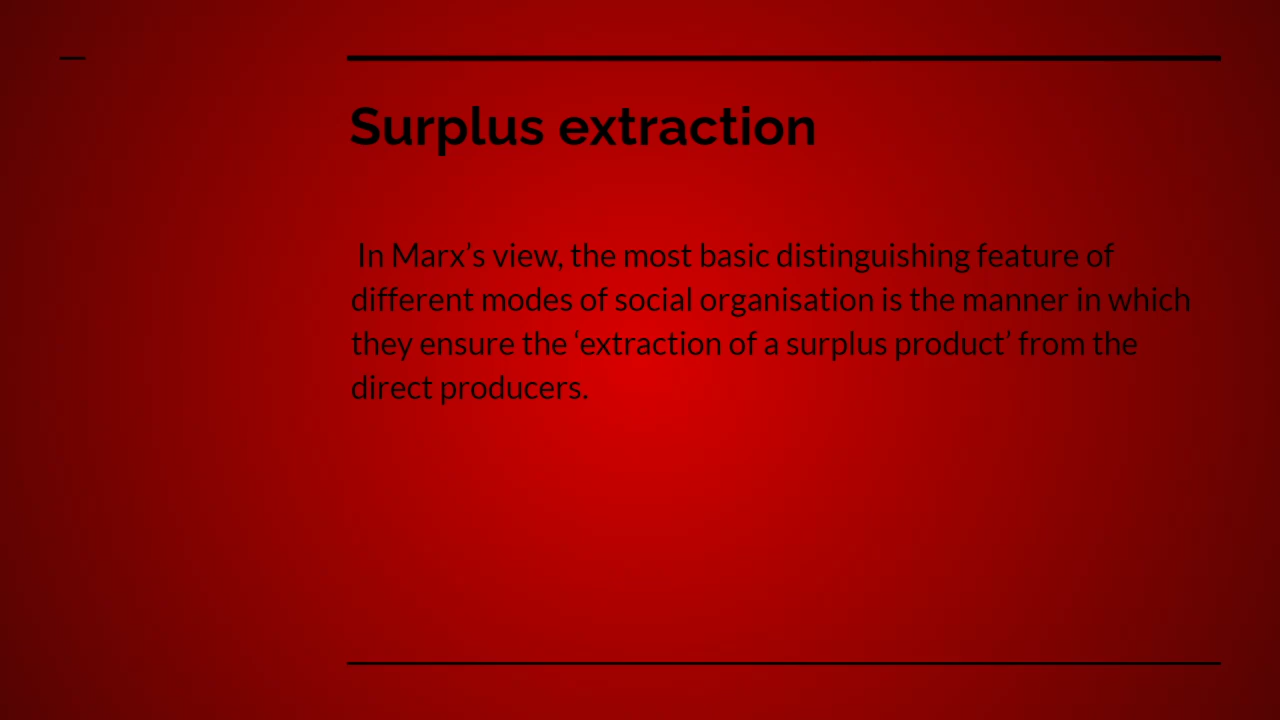 Surplus extraction
In Marx’s view, the most basic distinguishing feature of
different modes of social organisation is the manner in which
they ensure the ‘extraction of a surplus product’ from the
direct producers.